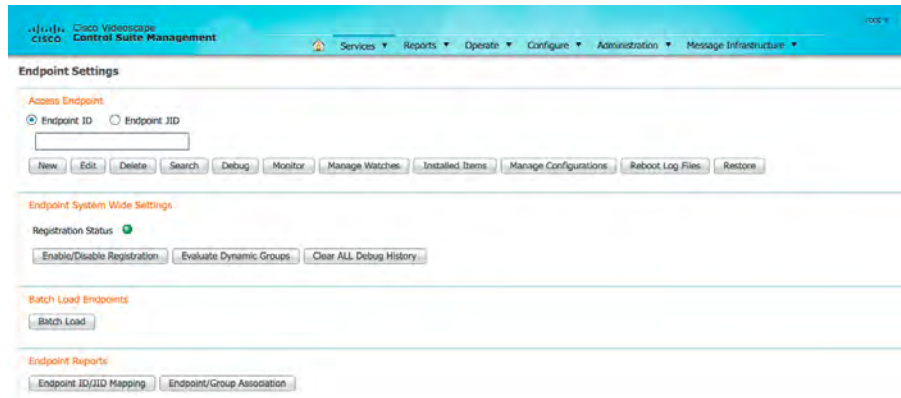 root
Cisco Videoscape
CISCO Control Suite Management
Services Reports Operate Configure Administration Message Infrastructure
Endpoint Settings
Access Endpoint
Endpoint ID Endpoint JID
New Edit Delete Search Debug Monitor Manage Watches Installed Items Manage Configurations Reboot Log Files Restore
Endpoint System Wide Settings
Registration Status
Enable/Disable Registration Evaluate Dynamic Groups Clear ALL Debug History
Batch Load Endpoints
Batch Load
Endpoint Reports
Endpoint ID/JID Mapping Endpoint/Group Association